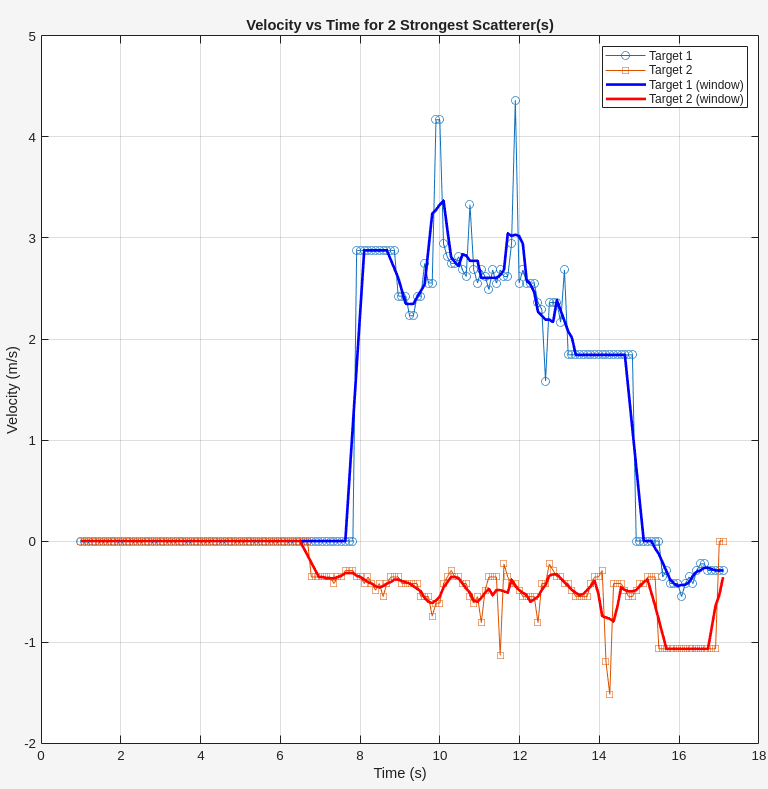 Velocity vs Time for 2 Strongest Scatterer(s)
Target 1
Target 2
Target 1 (window)
Target 2 (window)
5
4
3
2
1
0
-1
-2
Velocity (m/s)
0 2 4 6 8 10 12 14 16 18
Time (s)